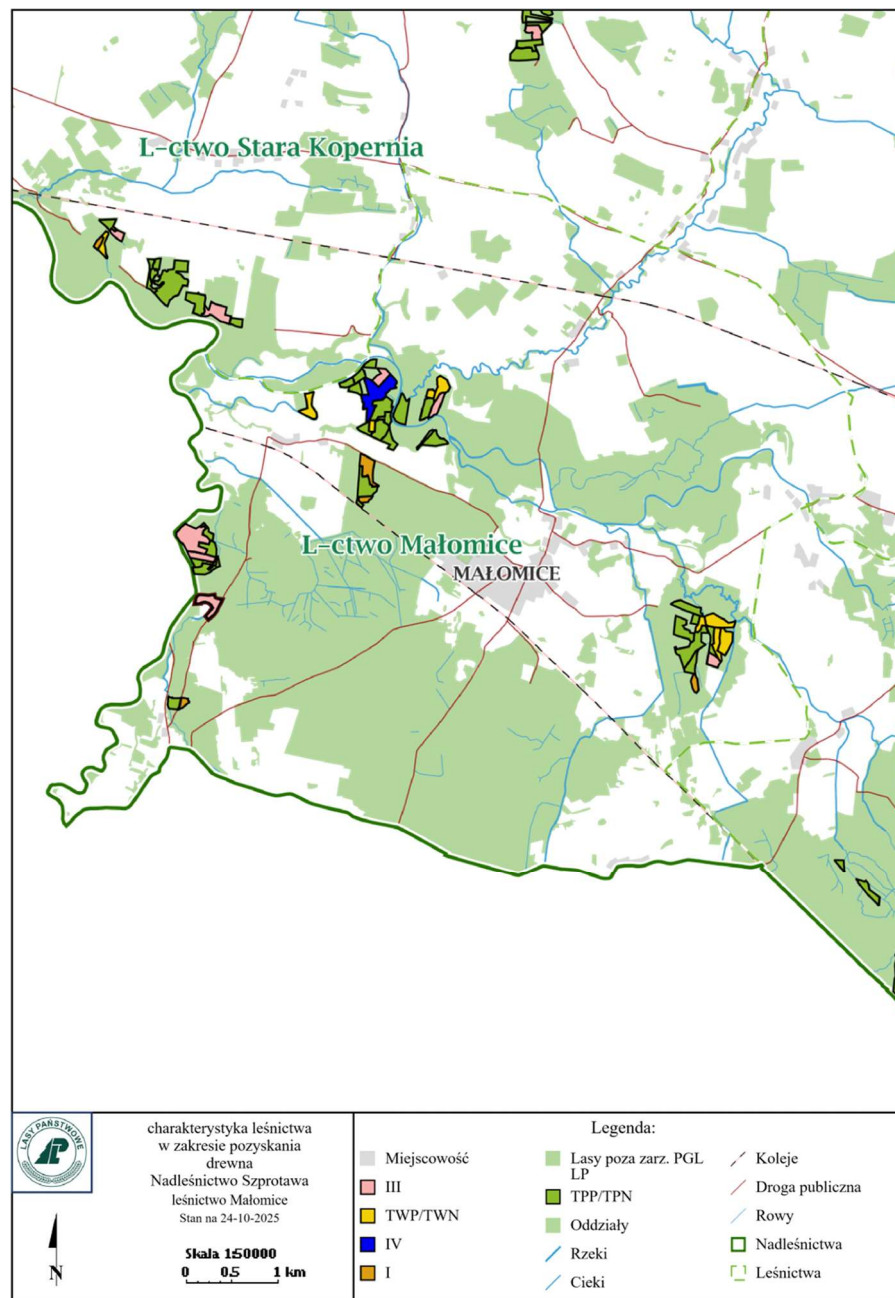 L-ctwo Stara Kopernia
L-ctwo Małomice
MAŁOMICE
LASY PAŃSTWOWE
charakterystyka leśnictwa
w zakresie pozyskania
drewna
Nadleśnictwo Szprotawa
leśnictwo Małomice
Stan na 24-10-2025
N
Skala 1:50000
0 0.5 1 km
Legenda:
Miejscowość
III
TWP/TWN
IV
I
Lasy poza zarz. PGL
LP
TPP/TPN
Oddziały
Rzeki
Cieki
Koleje
Droga publiczna
Rowy
Nadleśnictwa
Leśnictwa